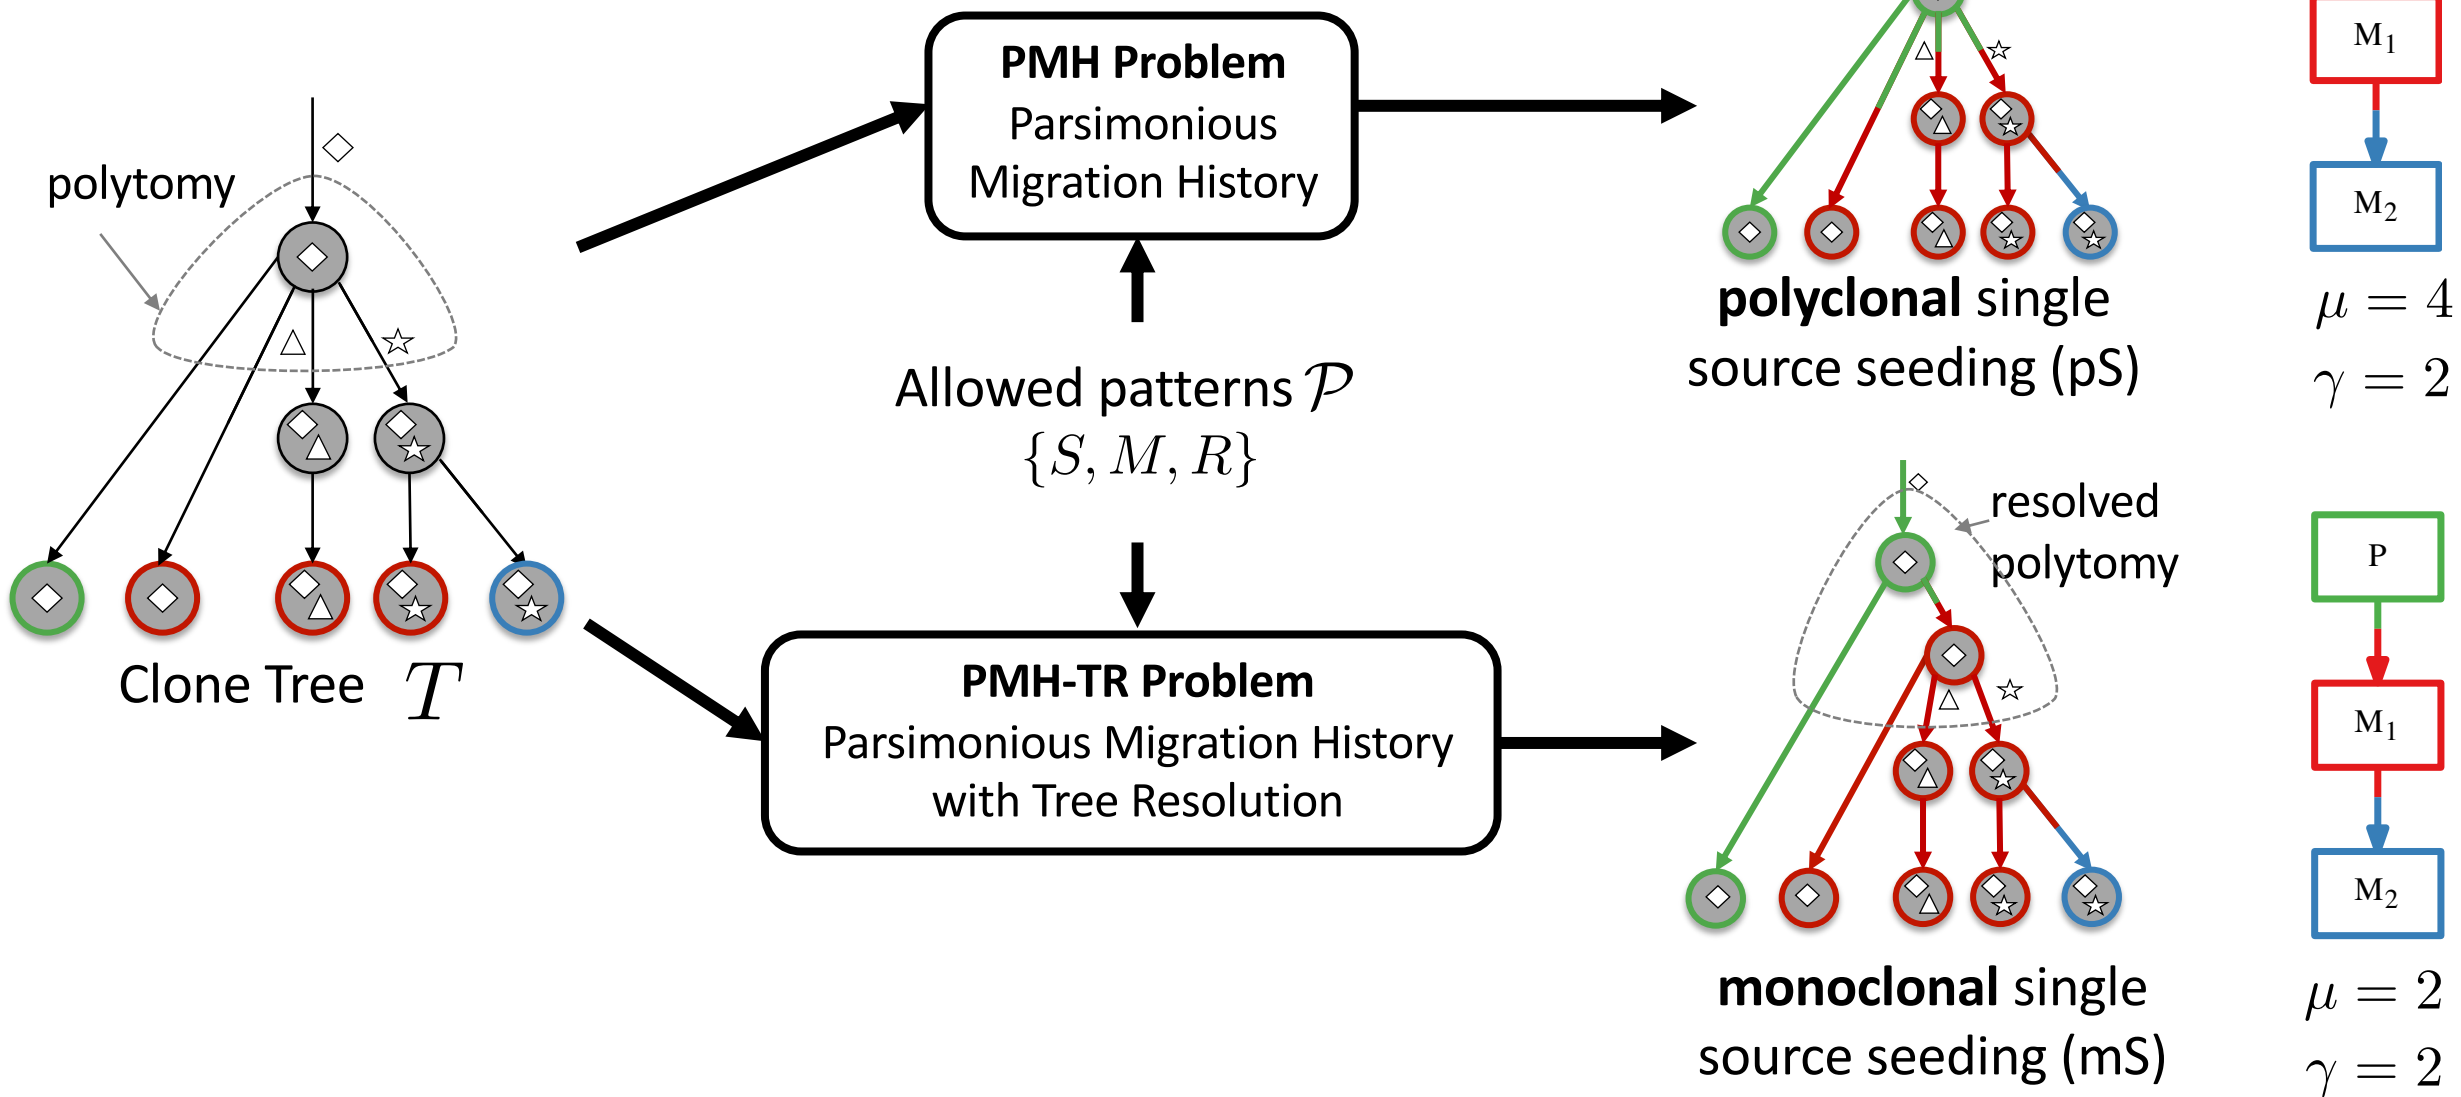 polytomy
Clone Tree T
PMH Problem
Parsimonious
Migration History
Allowed patterns 𝒫
{S, M, R}
PMH-TR Problem
Parsimonious Migration History
with Tree Resolution
polyclonal single
source seeding (pS)
M₁
M₂
μ = 4
γ = 2
resolved
polytomy
P
M₁
M₂
monoclonal single
source seeding (mS)
μ = 2
γ = 2